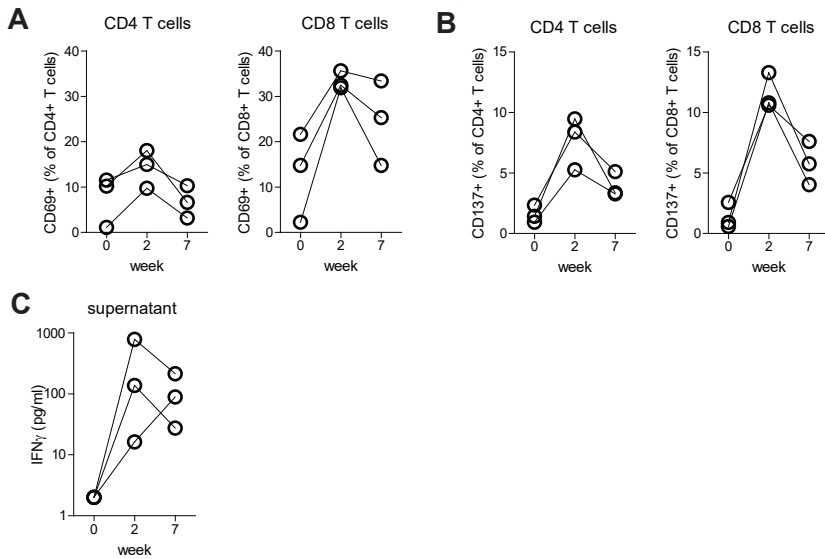 A
CD4 T cells
CD69+ (% of CD4+ T cells)
40
30
20
10
0
0 2 7
week
CD8 T cells
CD69+ (% of CD8+ T cells)
40
30
20
10
0
0 2 7
week
B
CD4 T cells
CD137+ (% of CD4+ T cells)
15
10
5
0
0 2 7
week
CD8 T cells
CD137+ (% of CD8+ T cells)
15
10
5
0
0 2 7
week
C
supernatant
IFNγ (pg/ml)
1000
100
10
1
0 2 7
week